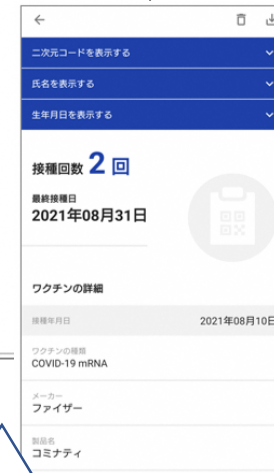 二次元コードを表示する
氏名を表示する
生年月日を表示する
接種回数 2 回
最終接種日
2021年08月31日
ワクチンの詳細
接種年月日 2021年08月10日
ワクチンの種類
COVID-19 mRNA
メーカー
ファイザー
製品名
コミナティ